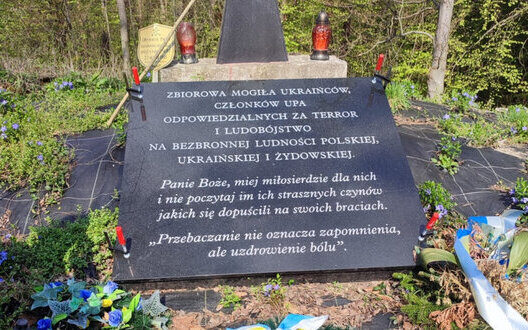 ZBIOROWA MOGIŁA UKRAIŃCÓW,
CZŁONKÓW UPA
ODPOWIEDZIALNYCH ZA TERROR
I LUDOBÓJSTWO
NA BEZBRONNEJ LUDNOŚCI POLSKIEJ,
UKRAIŃSKIEJ I ŻYDOWSKIEJ.
Panie Boże, miej miłosierdzie dla nich
i nie poczytaj im ich strasznych czynów
jakich się dopuścili na swoich braciach.
„Przebaczanie nie oznacza zapomnienia,
ale uzdrowienie bólu".